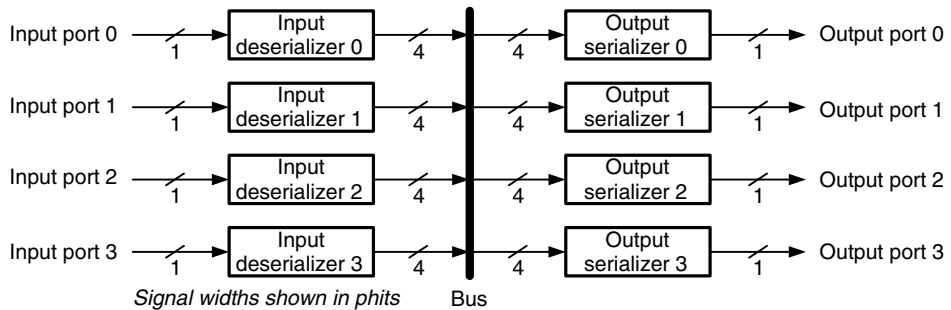 Input port 0
1
Input
deserializer 0
4
4
Output
serializer 0
1
Output port 0
Input port 1
1
Input
deserializer 1
4
4
Output
serializer 1
1
Output port 1
Input port 2
1
Input
deserializer 2
4
4
Output
serializer 2
1
Output port 2
Input port 3
1
Input
deserializer 3
4
4
Output
serializer 3
1
Output port 3
Signal widths shown in phits
Bus